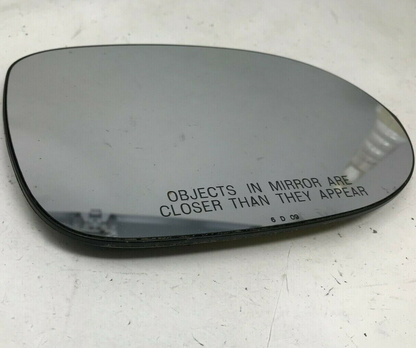 OBJECTS IN MIRROR ARE
CLOSER THAN THEY APPEAR
6 D 09